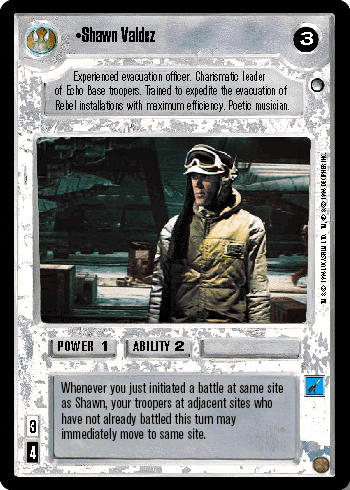 •Shawn Valdez
3
Experienced evacuation officer. Charismatic leader
of Echo Base troopers. Trained to expedite the evacuation of
Rebel installations with maximum efficiency. Poetic musician.
POWER 1
ABILITY 2
Whenever you just initiated a battle at same site
as Shawn, your troopers at adjacent sites who
have not already battled this turn may
immediately move to same site.
3
4